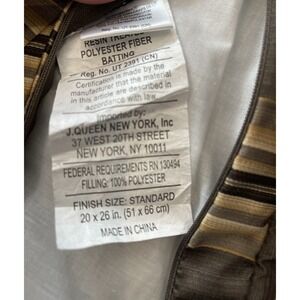 RESIN TREATED
POLYESTER FIBER
BATTING
Reg. No. UT 2391 (CN)
Certification is made by the
manufacturer that the material
in this article are described in
accordance with law.
Imported by:
J.QUEEN NEW YORK, Inc
37 WEST 20TH STREET
NEW YORK, NY 10011
FEDERAL REQUIREMENTS RN 130494
FILLING: 100% POLYESTER
FINISH SIZE: STANDARD
20 x 26 in. (51 x 66 cm)
MADE IN CHINA